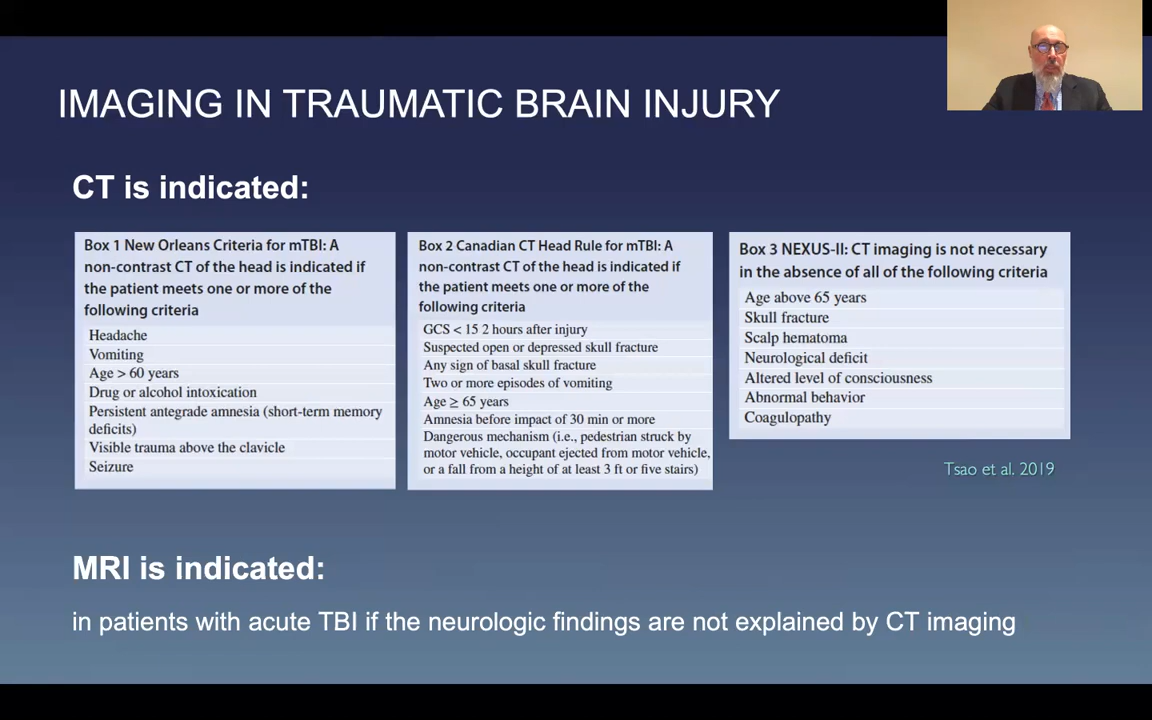 IMAGING IN TRAUMATIC BRAIN INJURY
CT is indicated:
Box 1 New Orleans Criteria for mTBI: A
non-contrast CT of the head is indicated if
the patient meets one or more of the
following criteria
Headache
Vomiting
Age > 60 years
Drug or alcohol intoxication
Persistent antegrade amnesia (short-term memory
deficits)
Visible trauma above the clavicle
Seizure
Box 2 Canadian CT Head Rule for mTBI: A
non-contrast CT of the head is indicated if
the patient meets one or more of the
following criteria
GCS < 15 2 hours after injury
Suspected open or depressed skull fracture
Any sign of basal skull fracture
Two or more episodes of vomiting
Age ≥ 65 years
Amnesia before impact of 30 min or more
Dangerous mechanism (i.e., pedestrian struck by
motor vehicle, occupant ejected from motor vehicle,
or a fall from a height of at least 3 ft or five stairs)
Box 3 NEXUS-II: CT imaging is not necessary
in the absence of all of the following criteria
Age above 65 years
Skull fracture
Scalp hematoma
Neurological deficit
Altered level of consciousness
Abnormal behavior
Coagulopathy
Tsao et al. 2019
MRI is indicated:
in patients with acute TBI if the neurologic findings are not explained by CT imaging